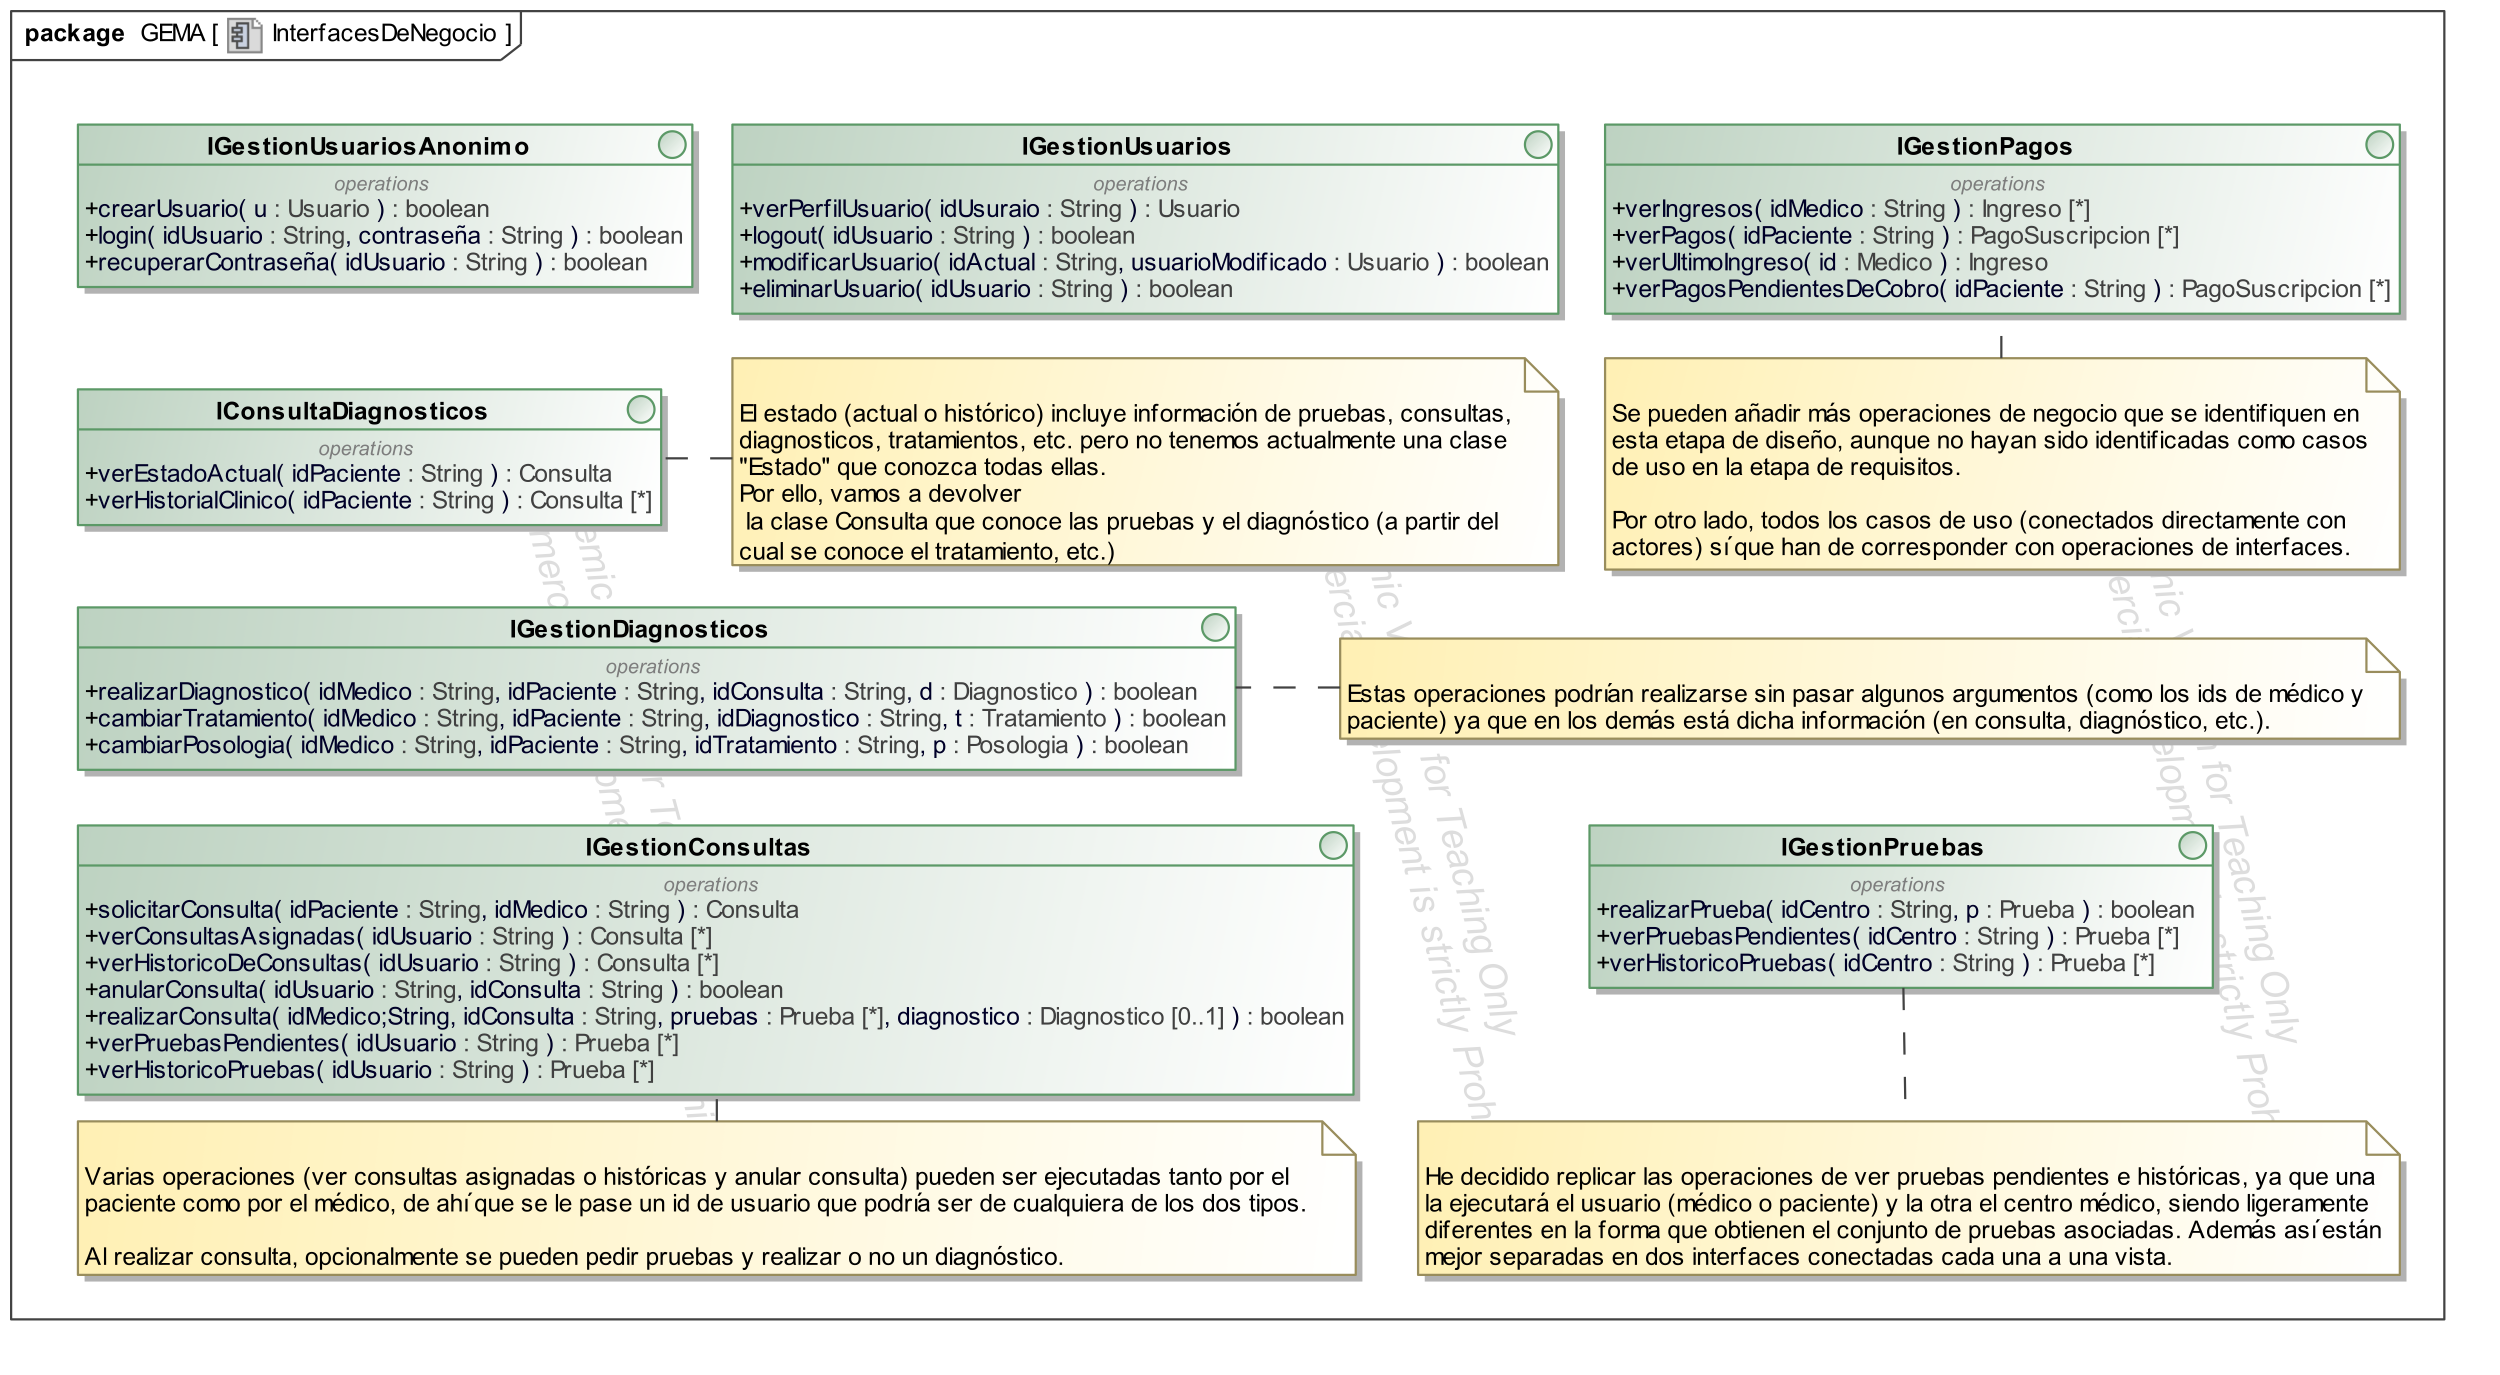 package GEMA [ InterfacesDeNegocio ]
IGestionUsuariosAnonimo
operations
+crearUsuario( u : Usuario ) : boolean
+login( idUsuario : String, contraseña : String ) : boolean
+recuperarContraseña( idUsuario : String ) : boolean
IGestionUsuarios
operations
+verPerfilUsuario( idUsuraio : String ) : Usuario
+logout( idUsuario : String ) : boolean
+modificarUsuario( idActual : String, usuarioModificado : Usuario ) : boolean
+eliminarUsuario( idUsuario : String ) : boolean
IGestionPagos
operations
+verIngresos( idMedico : String ) : Ingreso [*]
+verPagos( idPaciente : String ) : PagoSuscripcion [*]
+verUltimoIngreso( id : Medico ) : Ingreso
+verPagosPendientesDeCobro( idPaciente : String ) : PagoSuscripcion [*]
IConsultaDiagnosticos
operations
+verEstadoActual( idPaciente : String ) : Consulta
+verHistorialClinico( idPaciente : String ) : Consulta [*]
El estado (actual o histórico) incluye información de pruebas, consultas,
diagnosticos, tratamientos, etc. pero no tenemos actualmente una clase
"Estado" que conozca todas ellas.
Por ello, vamos a devolver
la clase Consulta que conoce las pruebas y el diagnóstico (a partir del
cual se conoce el tratamiento, etc.)
Se pueden añadir más operaciones de negocio que se identifiquen en
esta etapa de diseño, aunque no hayan sido identificadas como casos
de uso en la etapa de requisitos.
Por otro lado, todos los casos de uso (conectados directamente con
actores) sí que han de corresponder con operaciones de interfaces.
IGestionDiagnosticos
operations
+realizarDiagnostico( idMedico : String, idPaciente : String, idConsulta : String, d : Diagnostico ) : boolean
+cambiarTratamiento( idMedico : String, idPaciente : String, idDiagnostico : String, t : Tratamiento ) : boolean
+cambiarPosologia( idMedico : String, idPaciente : String, idTratamiento : String, p : Posologia ) : boolean
Estas operaciones podrían realizarse sin pasar algunos argumentos (como los ids de médico y
paciente) ya que en los demás está dicha información (en consulta, diagnóstico, etc.).
IGestionConsultas
operations
+solicitarConsulta( idPaciente : String, idMedico : String ) : Consulta
+verConsultasAsignadas( idUsuario : String ) : Consulta [*]
+verHistoricoDeConsultas( idUsuario : String ) : Consulta [*]
+anularConsulta( idUsuario : String, idConsulta : String ) : boolean
+realizarConsulta( idMedico;String, idConsulta : String, pruebas : Prueba [*], diagnostico : Diagnostico [0..1] ) : boolean
+verPruebasPendientes( idUsuario : String ) : Prueba [*]
+verHistoricoPruebas( idUsuario : String ) : Prueba [*]
IGestionPruebas
operations
+realizarPrueba( idCentro : String, p : Prueba ) : boolean
+verPruebasPendientes( idCentro : String ) : Prueba [*]
+verHistoricoPruebas( idCentro : String ) : Prueba [*]
Varias operaciones (ver consultas asignadas o históricas y anular consulta) pueden ser ejecutadas tanto por el
paciente como por el médico, de ahí que se le pase un id de usuario que podría ser de cualquiera de los dos tipos.
Al realizar consulta, opcionalmente se pueden pedir pruebas y realizar o no un diagnóstico.
He decidido replicar las operaciones de ver pruebas pendientes e históricas, ya que una
la ejecutará el usuario (médico o paciente) y la otra el centro médico, siendo ligeramente
diferentes en la forma que obtienen el conjunto de pruebas asociadas. Además así están
mejor separadas en dos interfaces conectadas cada una a una vista.
for Teaching Only
is strictly
for Teaching Only
strictly